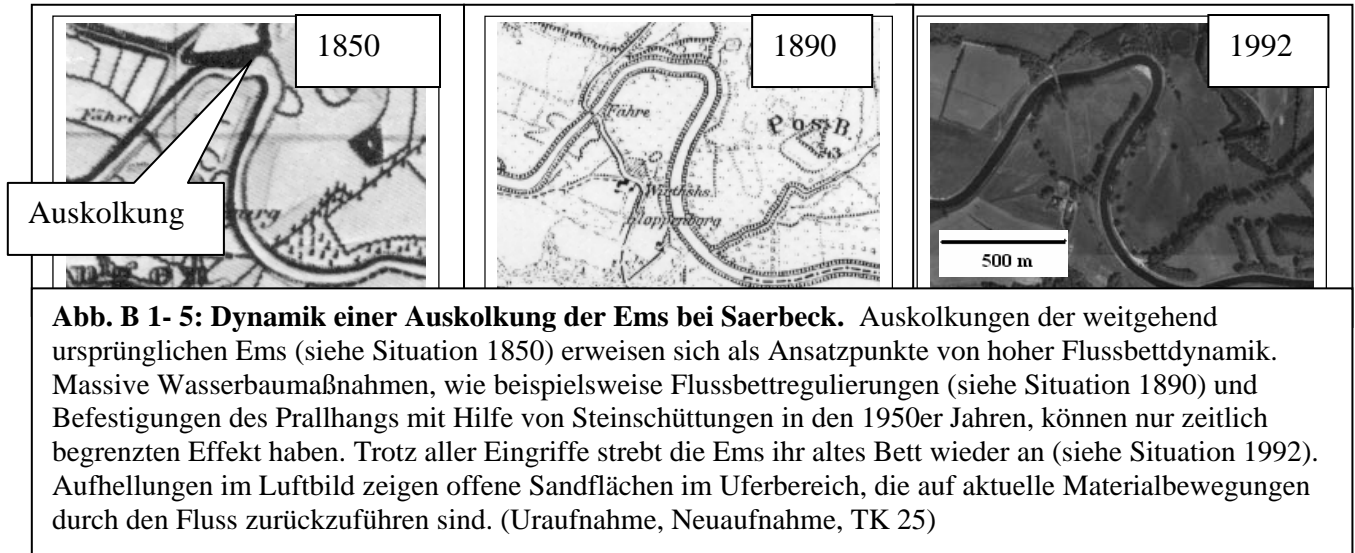 1850
1890
1992
Fähre
Auskolkung
Fähre
Pos. B.
Wirthshs.
500 m
Abb. B 1- 5: Dynamik einer Auskolkung der Ems bei Saerbeck. Auskolkungen der weitgehend
ursprünglichen Ems (siehe Situation 1850) erweisen sich als Ansatzpunkte von hoher Flussbettdynamik.
Massive Wasserbaumaßnahmen, wie beispielsweise Flussbettregulierungen (siehe Situation 1890) und
Befestigungen des Prallhangs mit Hilfe von Steinschüttungen in den 1950er Jahren, können nur zeitlich
begrenzten Effekt haben. Trotz aller Eingriffe strebt die Ems ihr altes Bett wieder an (siehe Situation 1992).
Aufhellungen im Luftbild zeigen offene Sandflächen im Uferbereich, die auf aktuelle Materialbewegungen
durch den Fluss zurückzuführen sind. (Uraufnahme, Neuaufnahme, TK 25)